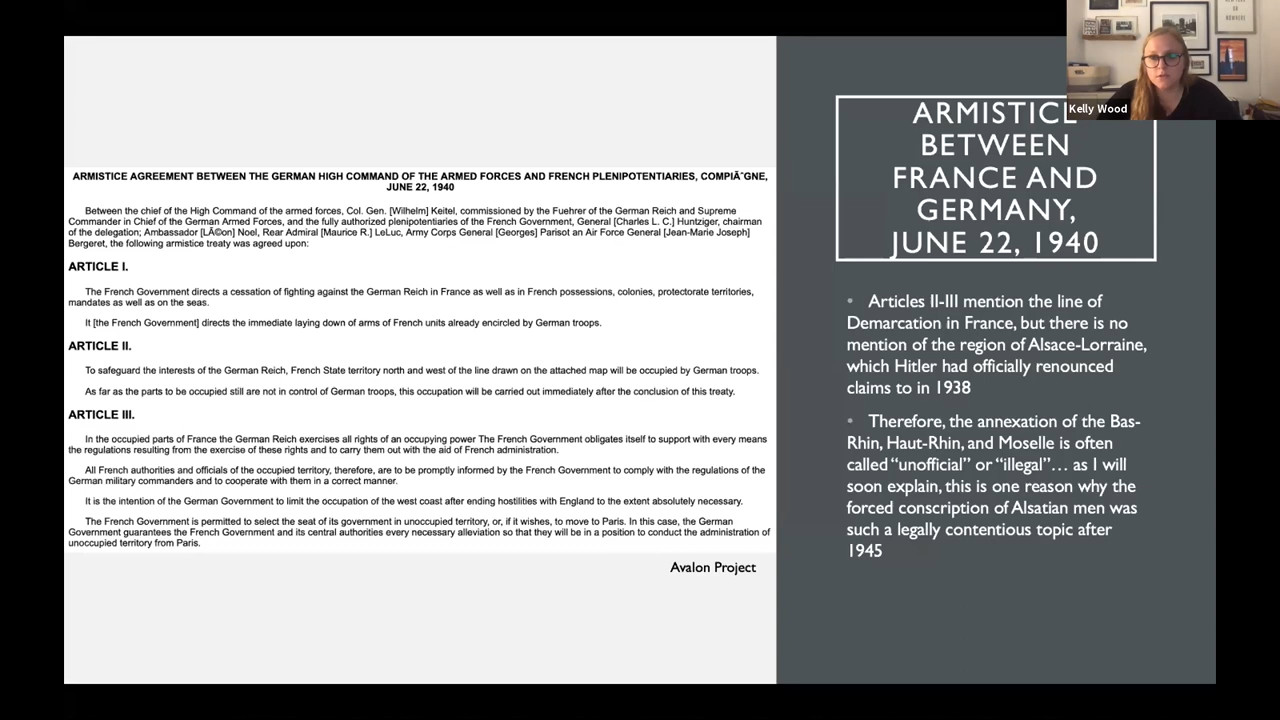 ARMISTICE AGREEMENT BETWEEN THE GERMAN HIGH COMMAND OF THE ARMED FORCES AND FRENCH PLENIPOTENTIARIES, COMPIÃˆGNE,
JUNE 22, 1940
Between the chief of the High Command of the armed forces, Col. Gen. [Wilhelm] Keitel, commissioned by the Fuehrer of the German Reich and Supreme
Commander in Chief of the German Armed Forces, and the fully authorized plenipotentiaries of the French Government, General [Charles L. C.] Huntziger, chairman
of the delegation; Ambassador [LÃ©on] Noel, Rear Admiral [Maurice R.] LeLuc, Army Corps General [Georges] Parisot an Air Force General [Jean-Marie Joseph]
Bergeret, the following armistice treaty was agreed upon:
ARTICLE I.
The French Government directs a cessation of fighting against the German Reich in France as well as in French possessions, colonies, protectorate territories,
mandates as well as on the seas.
It [the French Government] directs the immediate laying down of arms of French units already encircled by German troops.
ARTICLE II.
To safeguard the interests of the German Reich, French State territory north and west of the line drawn on the attached map will be occupied by German troops.
As far as the parts to be occupied still are not in control of German troops, this occupation will be carried out immediately after the conclusion of this treaty.
ARTICLE III.
In the occupied parts of France the German Reich exercises all rights of an occupying power The French Government obligates itself to support with every means
the regulations resulting from the exercise of these rights and to carry them out with the aid of French administration.
All French authorities and officials of the occupied territory, therefore, are to be promptly informed by the French Government to comply with the regulations of the
German military commanders and to cooperate with them in a correct manner.
It is the intention of the German Government to limit the occupation of the west coast after ending hostilities with England to the extent absolutely necessary.
The French Government is permitted to select the seat of its government in unoccupied territory, or, if it wishes, to move to Paris. In this case, the German
Government guarantees the French Government and its central authorities every necessary alleviation so that they will be in a position to conduct the administration of
unoccupied territory from Paris.
Avalon Project
Kelly Wood
ARMISTICE
BETWEEN
FRANCE AND
GERMANY,
JUNE 22, 1940
• Articles II-III mention the line of
Demarcation in France, but there is no
mention of the region of Alsace-Lorraine,
which Hitler had officially renounced
claims to in 1938
• Therefore, the annexation of the Bas-
Rhin, Haut-Rhin, and Moselle is often
called “unofficial” or “illegal”… as I will
soon explain, this is one reason why the
forced conscription of Alsatian men was
such a legally contentious topic after
1945